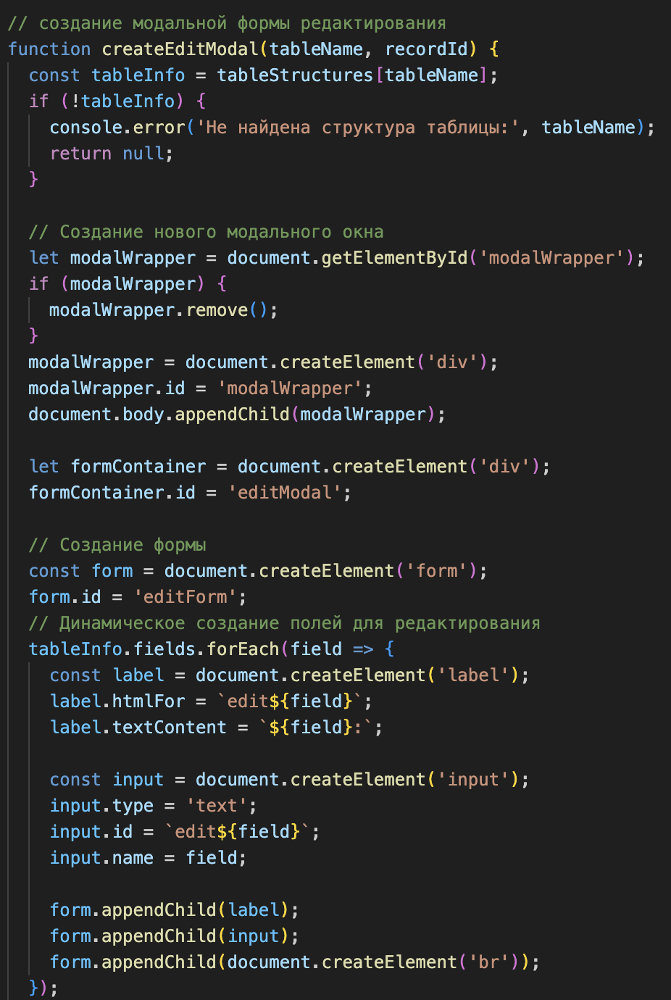 // создание модальной формы редактирования
function createEditModal(tableName, recordId) {
  const tableInfo = tableStructures[tableName];
  if (!tableInfo) {
    console.error('Не найдена структура таблицы:', tableName);
    return null;
  }

  // Создание нового модального окна
  let modalWrapper = document.getElementById('modalWrapper');
  if (modalWrapper) {
    modalWrapper.remove();
  }
  modalWrapper = document.createElement('div');
  modalWrapper.id = 'modalWrapper';
  document.body.appendChild(modalWrapper);

  let formContainer = document.createElement('div');
  formContainer.id = 'editModal';

  // Создание формы
  const form = document.createElement('form');
  form.id = 'editForm';
  // Динамическое создание полей для редактирования
  tableInfo.fields.forEach(field => {
    const label = document.createElement('label');
    label.htmlFor = `edit${field}`;
    label.textContent = `${field}:`;

    const input = document.createElement('input');
    input.type = 'text';
    input.id = `edit${field}`;
    input.name = field;

    form.appendChild(label);
    form.appendChild(input);
    form.appendChild(document.createElement('br'));
  });